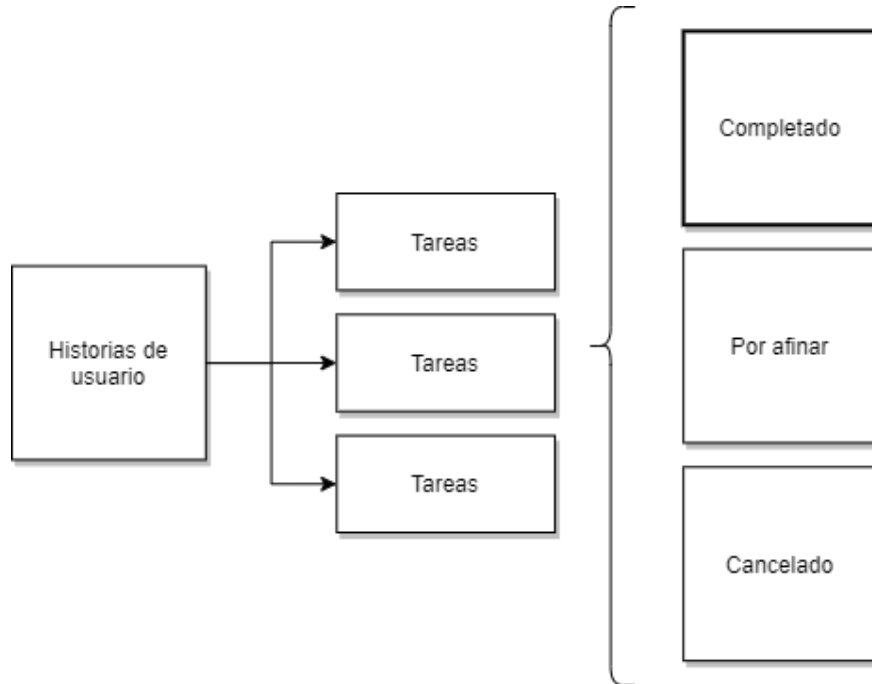 Historias de
usuario
Tareas
Tareas
Tareas
Completado
Por afinar
Cancelado